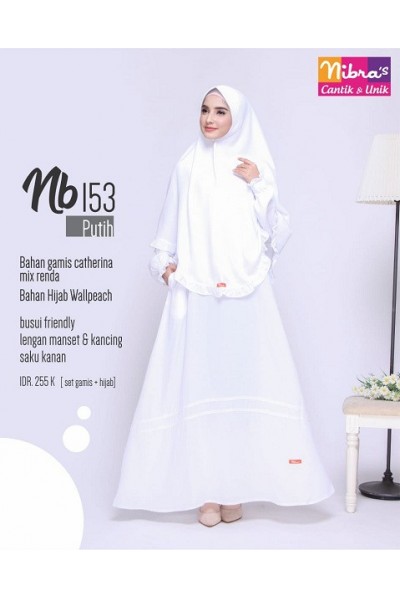 Nibra's
Cantik & Unik
Nb 153
Putih
Bahan gamis catherina
mix renda
Bahan Hijab Wallpeach
busui friendly
lengan manset & kancing
saku kanan
IDR. 255 K [ set gamis + hijab]